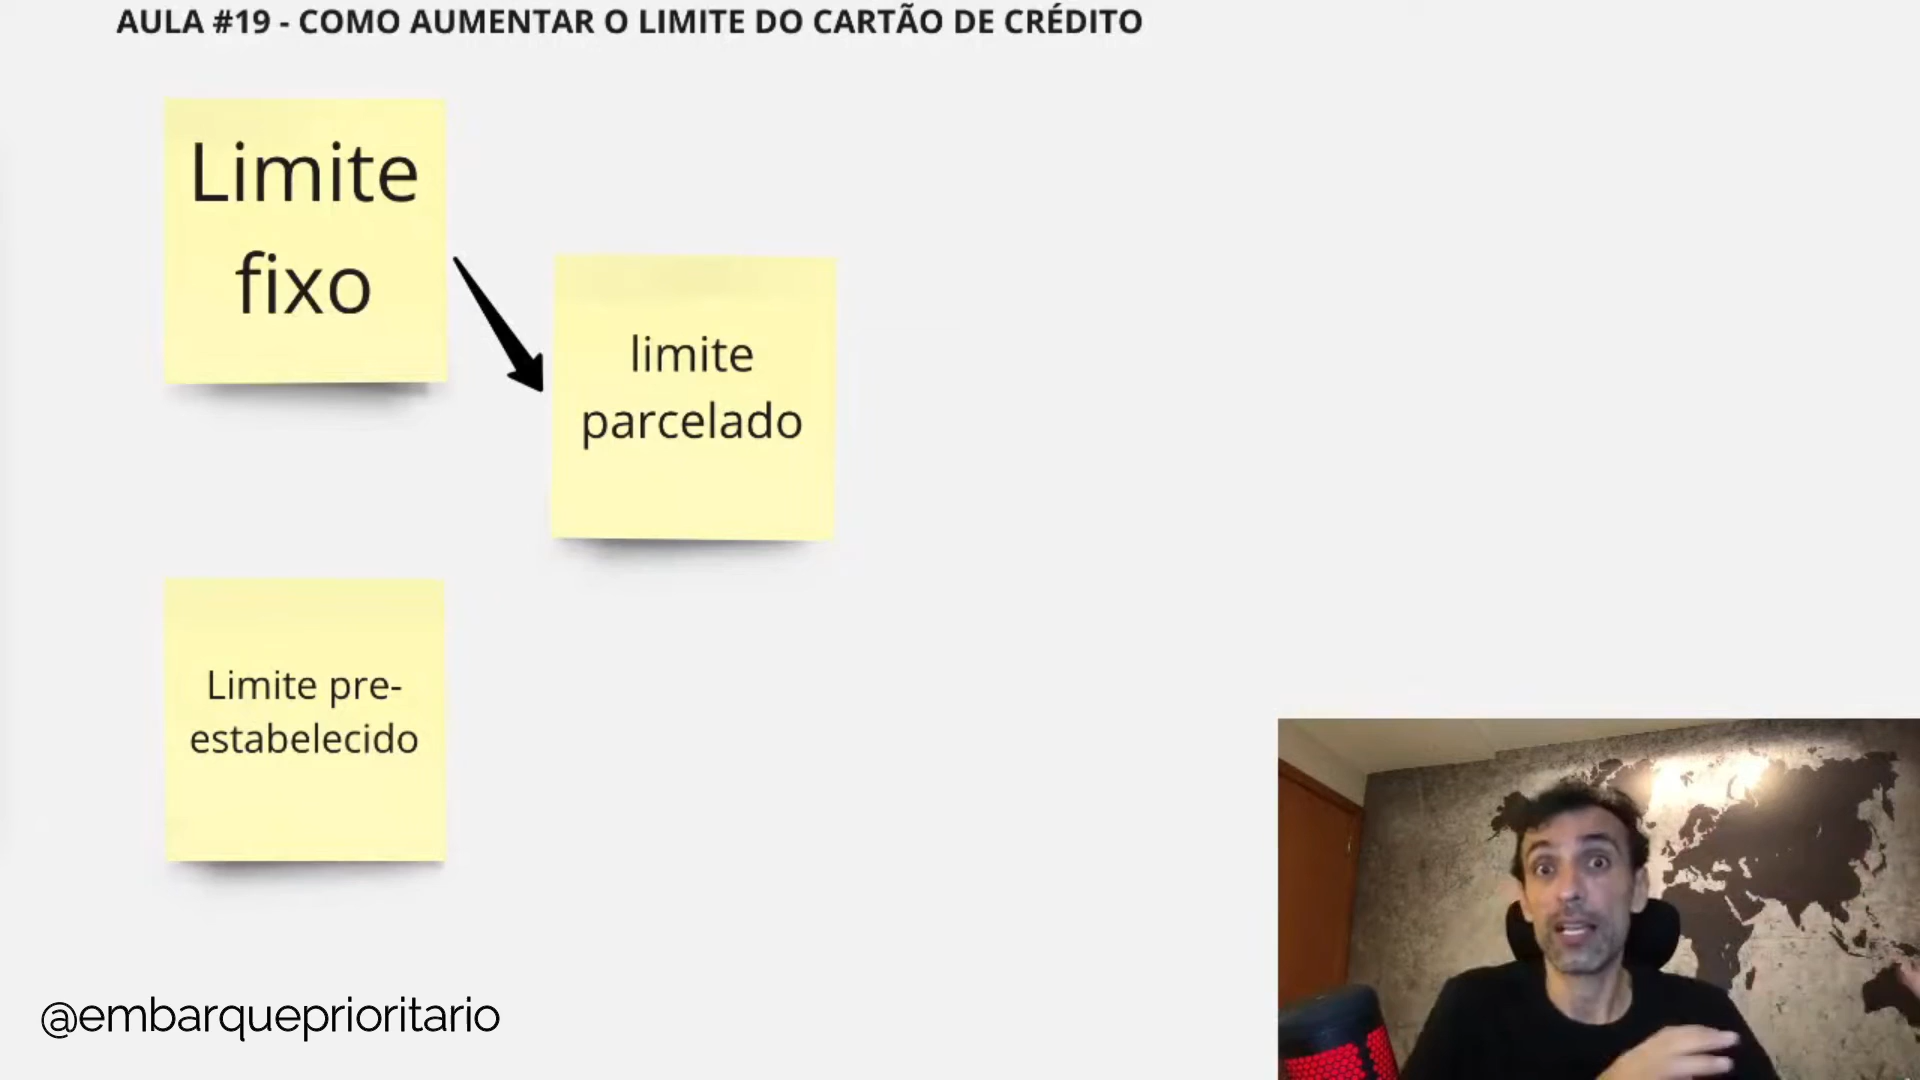 AULA #19 - COMO AUMENTAR O LIMITE DO CARTÃO DE CRÉDITO
Limite
fixo
limite
parcelado
Limite pre-
estabelecido
@embarqueprioritario